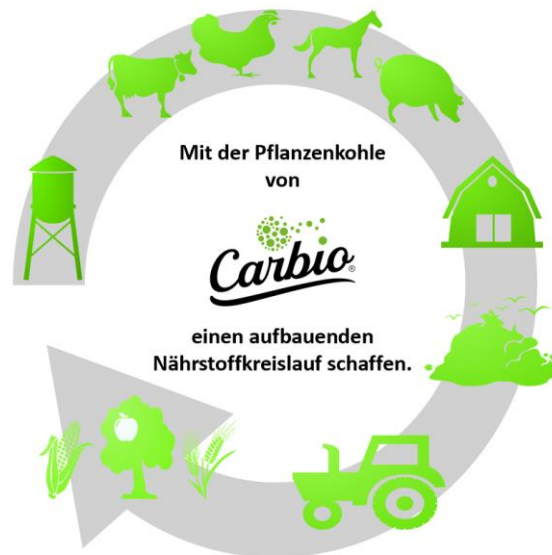 Mit der Pflanzenkohle
von
Carbio®
einen aufbauenden
Nährstoffkreislauf schaffen.